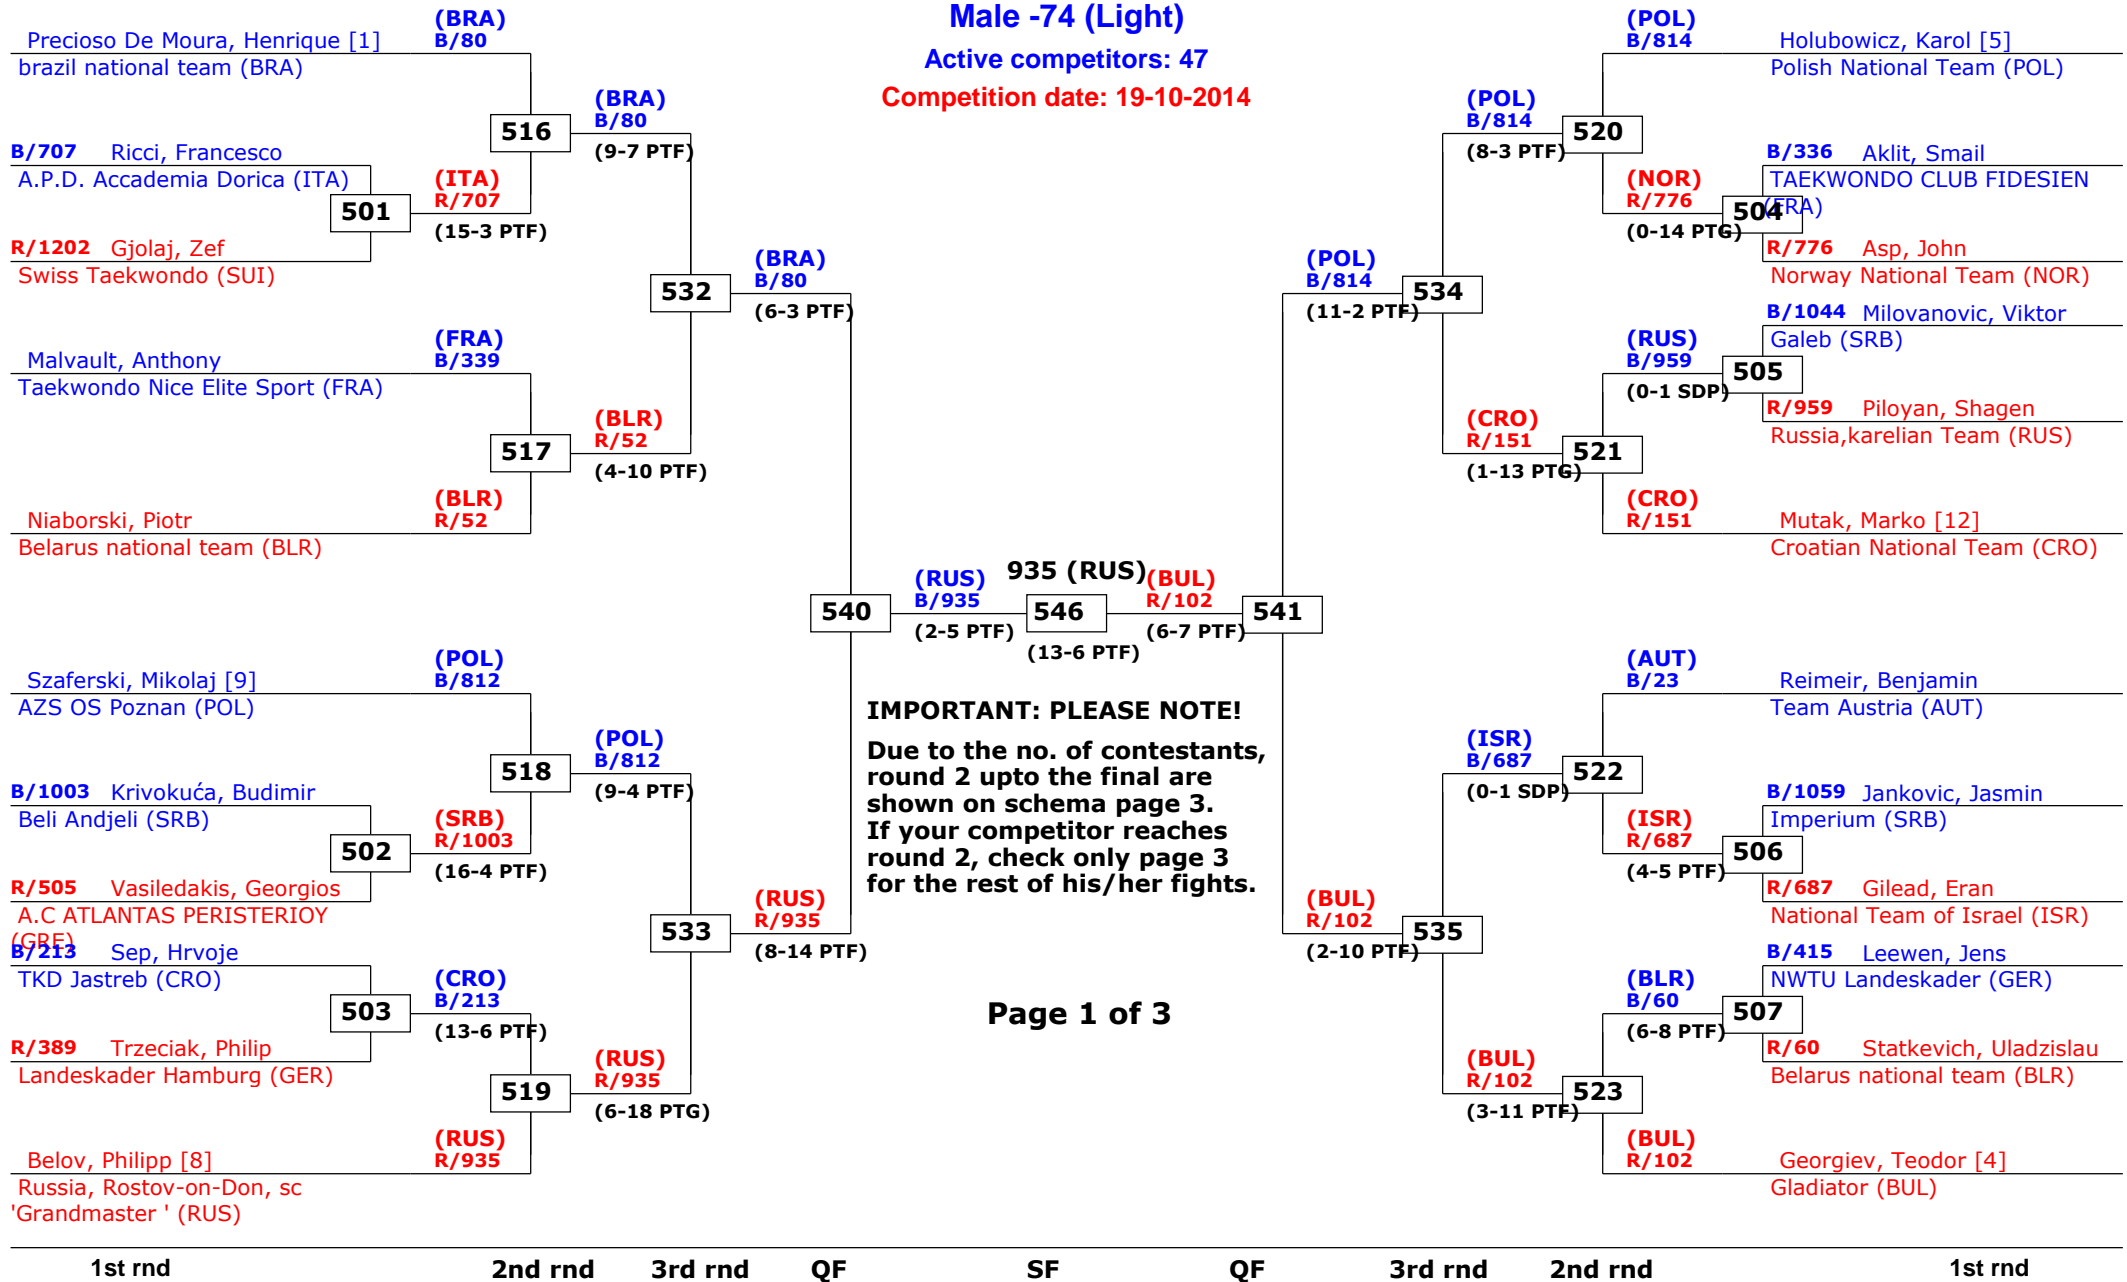 Male -74 (Light)
Active competitors: 47
Competition date: 19-10-2014
Precioso De Moura, Henrique [1]
brazil national team (BRA)
(BRA)
B/80
B/707 Ricci, Francesco
A.P.D. Accademia Dorica (ITA)
501
R/1202 Gjolaj, Zef
Swiss Taekwondo (SUI)
(ITA)
R/707
(15-3 PTF)
516
(BRA)
B/80
(9-7 PTF)
Malvault, Anthony
Taekwondo Nice Elite Sport (FRA)
(FRA)
B/339
517
Niaborski, Piotr
Belarus national team (BLR)
(BLR)
R/52
(BLR)
R/52
(4-10 PTF)
532
(BRA)
B/80
(6-3 PTF)
Szaferski, Mikolaj [9]
AZS OS Poznan (POL)
(POL)
B/812
B/1003 Krivokuća, Budimir
Beli Andjeli (SRB)
502
R/505 Vasiledakis, Georgios
A.C ATLANTAS PERISTERIOY
(GRE)
(SRB)
R/1003
(16-4 PTF)
518
(POL)
B/812
(9-4 PTF)
B/213 Sep, Hrvoje
TKD Jastreb (CRO)
503
R/389 Trzeciak, Philip
Landeskader Hamburg (GER)
(CRO)
B/213
(13-6 PTF)
519
Belov, Philipp [8]
Russia, Rostov-on-Don, sc
'Grandmaster ' (RUS)
(RUS)
R/935
(RUS)
R/935
(6-18 PTG)
533
(RUS)
R/935
(8-14 PTF)
540
(RUS)
B/935
(2-5 PTF)
935 (RUS)
546
(13-6 PTF)
(BUL)
R/102
(6-7 PTF)
541
IMPORTANT: PLEASE NOTE!
Due to the no. of contestants,
round 2 upto the final are
shown on schema page 3.
If your competitor reaches
round 2, check only page 3
for the rest of his/her fights.
Page 1 of 3
(POL)
B/814
Holubowicz, Karol [5]
Polish National Team (POL)
(POL)
B/814
(8-3 PTF)
520
B/336 Aklit, Smail
TAEKWONDO CLUB FIDESIEN
(FRA)
504
(NOR)
R/776
(0-14 PTG)
R/776 Asp, John
Norway National Team (NOR)
(POL)
B/814
(11-2 PTF)
534
B/1044 Milovanovic, Viktor
Galeb (SRB)
505
(RUS)
B/959
(0-1 SDP)
R/959 Piloyan, Shagen
Russia,karelian Team (RUS)
(CRO)
R/151
(1-13 PTG)
521
(CRO)
R/151
Mutak, Marko [12]
Croatian National Team (CRO)
(AUT)
B/23
Reimeir, Benjamin
Team Austria (AUT)
(ISR)
B/687
(0-1 SDP)
522
B/1059 Jankovic, Jasmin
Imperium (SRB)
(ISR)
R/687
(4-5 PTF)
506
R/687 Gilead, Eran
National Team of Israel (ISR)
(BUL)
R/102
(2-10 PTF)
535
B/415 Leewen, Jens
NWTU Landeskader (GER)
(BLR)
B/60
(6-8 PTF)
507
R/60 Statkevich, Uladzislau
Belarus national team (BLR)
(BUL)
R/102
(3-11 PTF)
523
(BUL)
R/102
Georgiev, Teodor [4]
Gladiator (BUL)
1st rnd 2nd rnd 3rd rnd QF SF QF 3rd rnd 2nd rnd 1st rnd